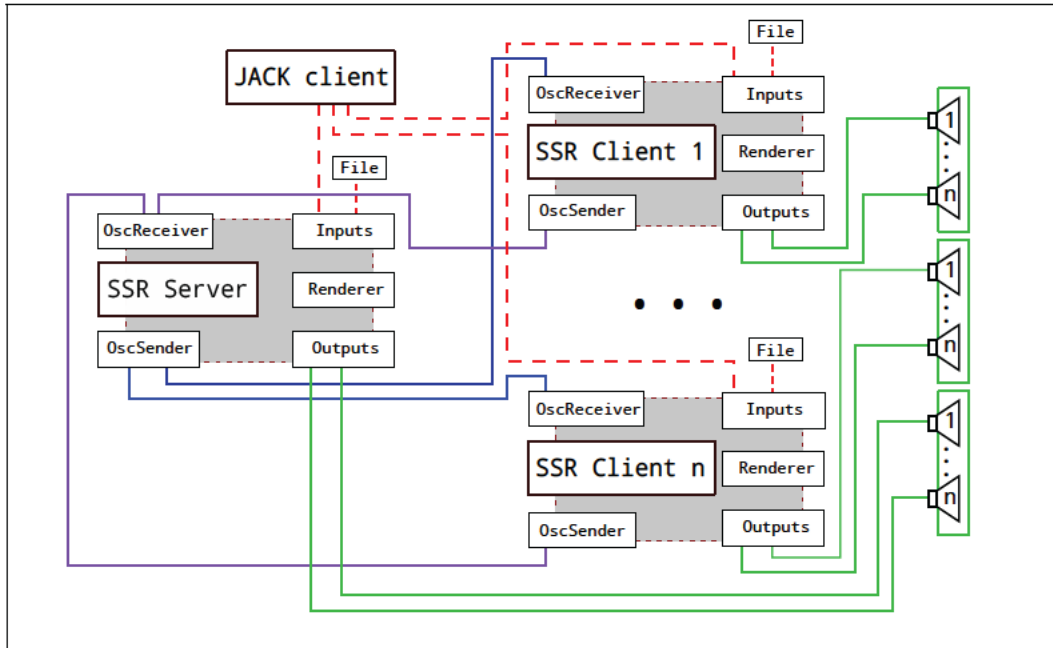 JACK client
File
OscReceiver
Inputs
SSR Server
Renderer
OscSender
Outputs
File
OscReceiver
Inputs
SSR Client 1
Renderer
OscSender
Outputs
1
n
• • •
1
n
File
OscReceiver
Inputs
SSR Client n
Renderer
OscSender
Outputs
1
n